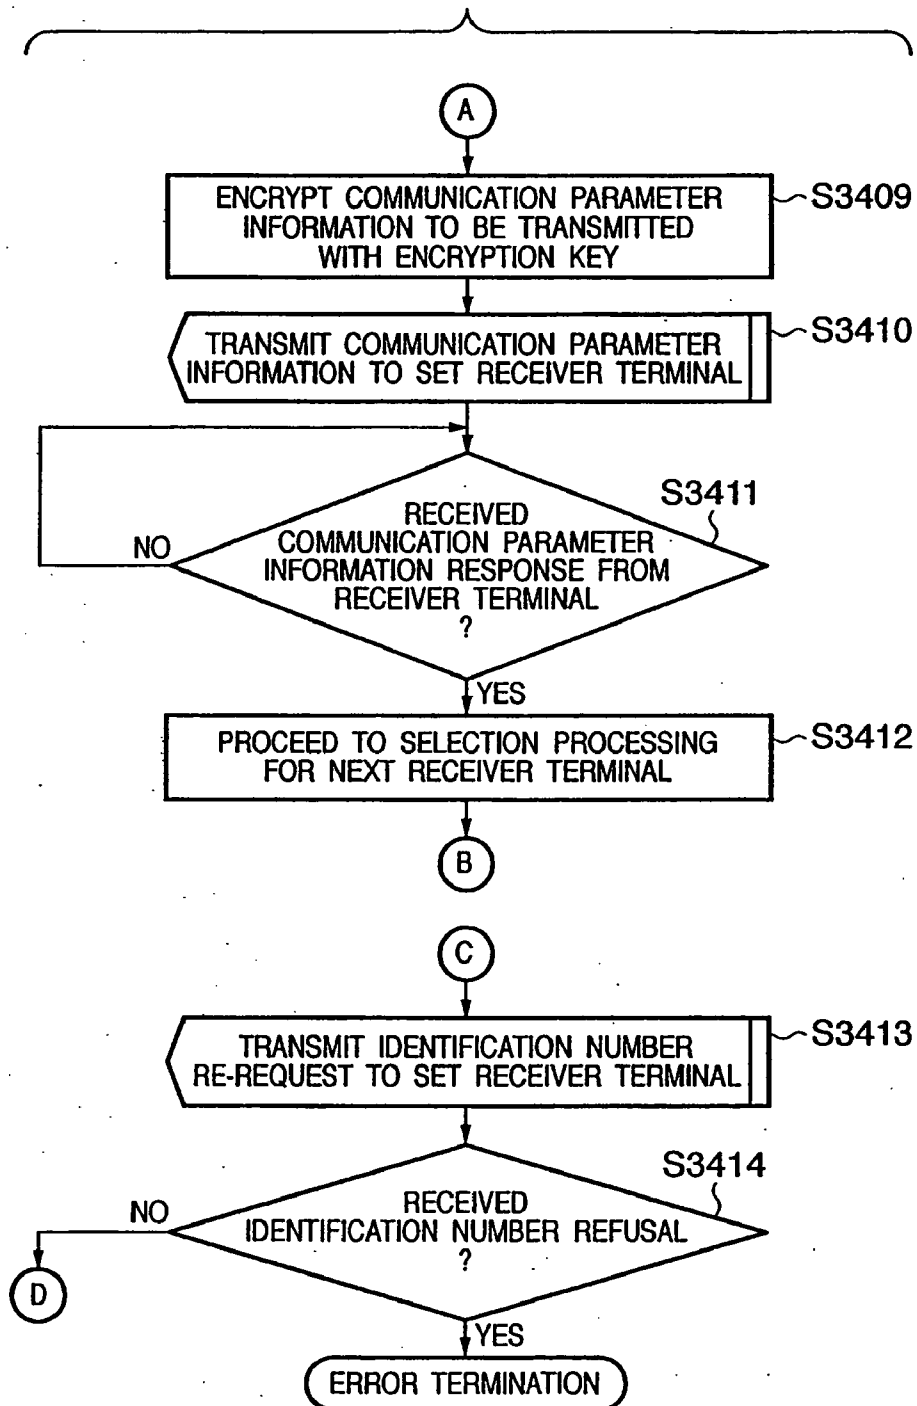 A
ENCRYPT COMMUNICATION PARAMETER
INFORMATION TO BE TRANSMITTED
WITH ENCRYPTION KEY
S3409
TRANSMIT COMMUNICATION PARAMETER
INFORMATION TO SET RECEIVER TERMINAL
S3410
S3411
RECEIVED
COMMUNICATION PARAMETER
INFORMATION RESPONSE FROM
RECEIVER TERMINAL
?
NO
YES
PROCEED TO SELECTION PROCESSING
FOR NEXT RECEIVER TERMINAL
S3412
B
C
TRANSMIT IDENTIFICATION NUMBER
RE-REQUEST TO SET RECEIVER TERMINAL
S3413
S3414
RECEIVED
IDENTIFICATION NUMBER REFUSAL
?
NO
D
YES
ERROR TERMINATION